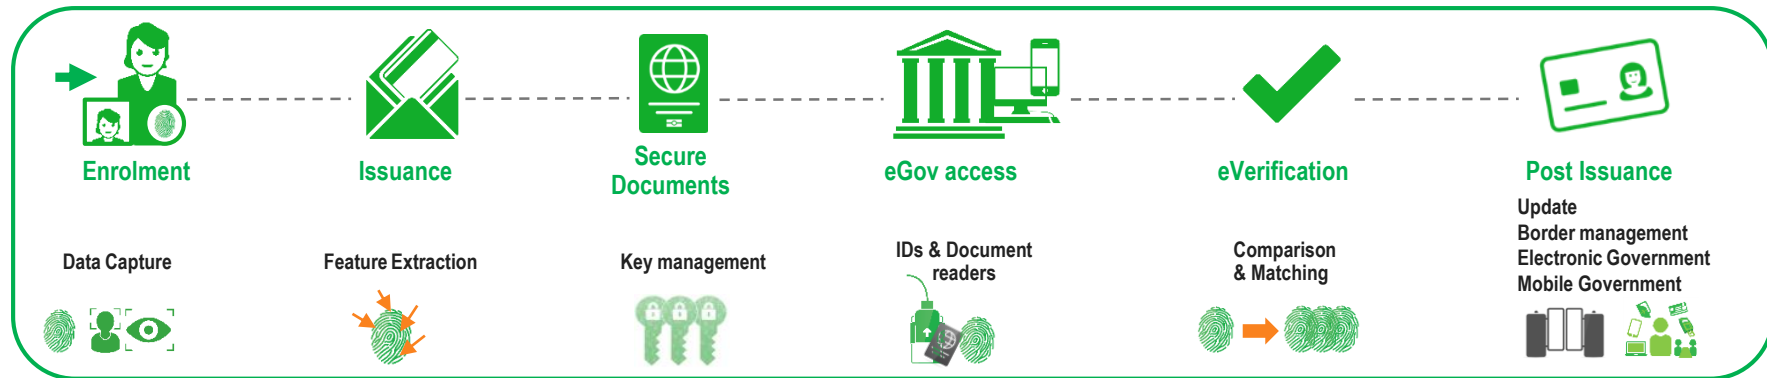 Enrolment
Issuance
Secure
Documents
eGov access
eVerification
Post Issuance
Data Capture
Feature Extraction
Key management
IDs & Document
readers
Comparison
& Matching
Update
Border management
Electronic Government
Mobile Government